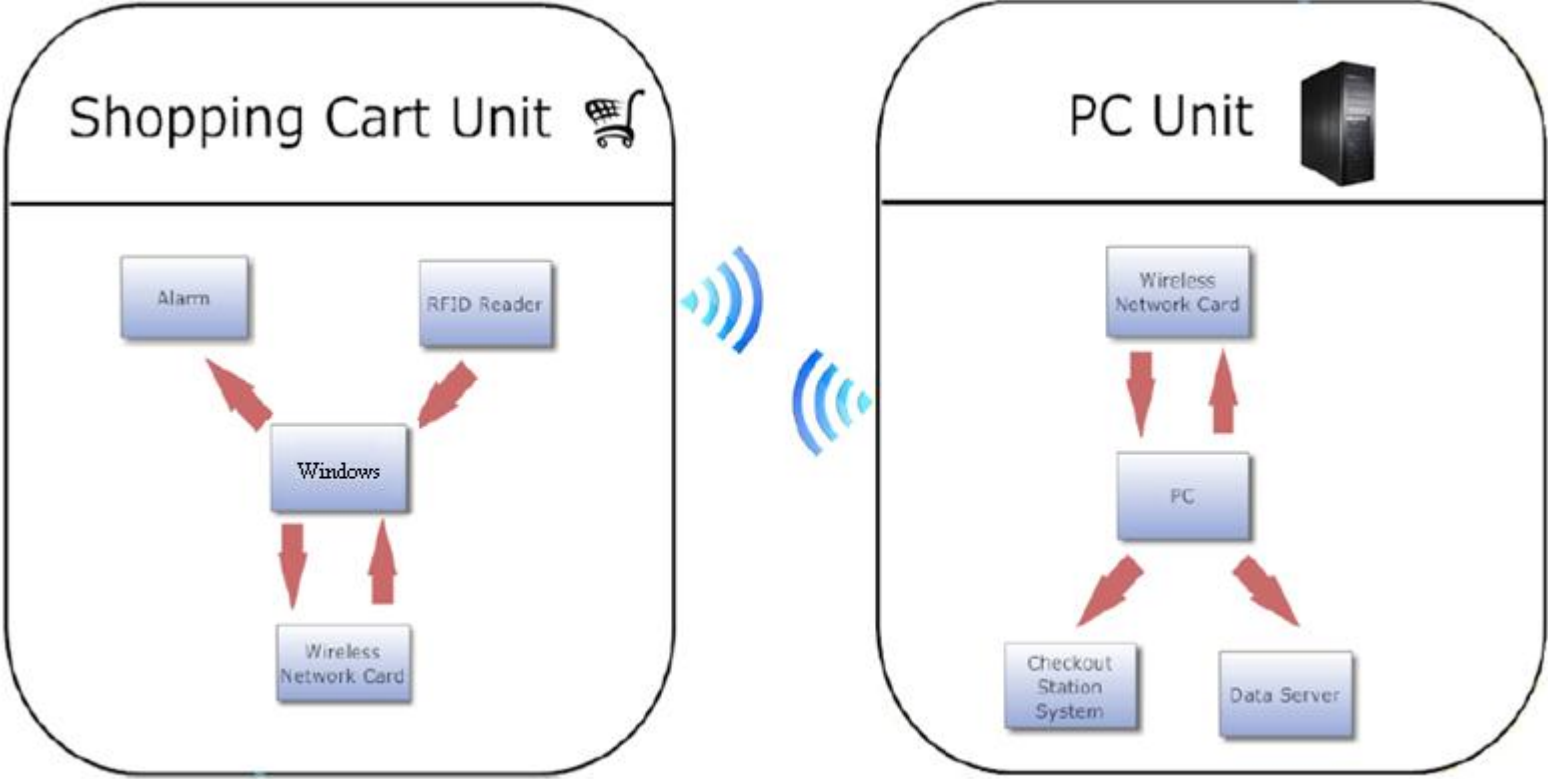 Shopping Cart Unit
Alarm
RFID Reader
Windows
Wireless
Network Card
PC Unit
Wireless
Network Card
PC
Checkout
Station
System
Data Server